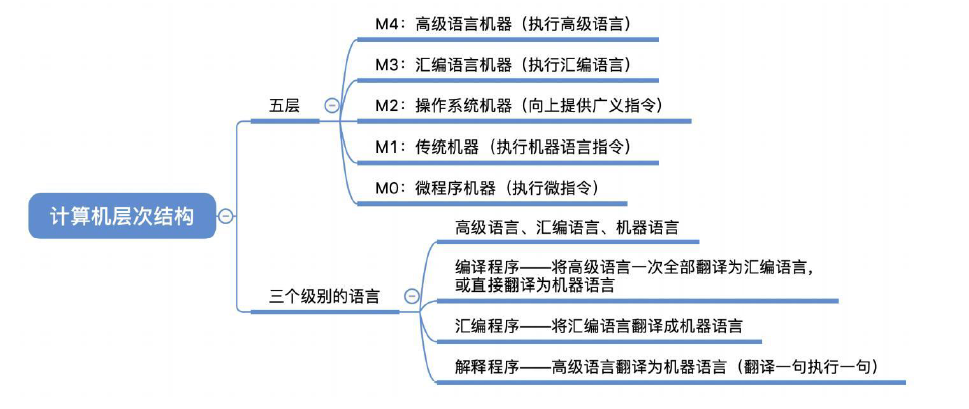 计算机层次结构
五层
M4：高级语言机器（执行高级语言）
M3：汇编语言机器（执行汇编语言）
M2：操作系统机器（向上提供广义指令）
M1：传统机器（执行机器语言指令）
M0：微程序机器（执行微指令）
三个级别的语言
高级语言、汇编语言、机器语言
编译程序——将高级语言一次全部翻译为汇编语言，
或直接翻译为机器语言
汇编程序——将汇编语言翻译成机器语言
解释程序——高级语言翻译为机器语言（翻译一句执行一句）